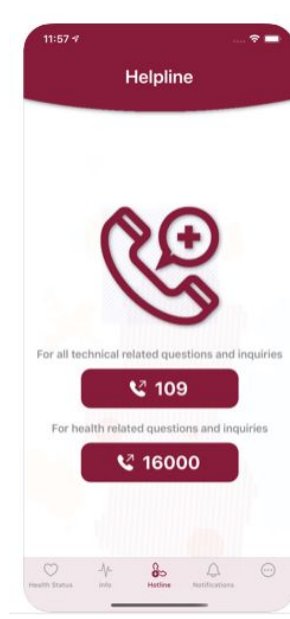 11:57
Helpline
For all technical related questions and inquiries
109
For health related questions and inquiries
16000
Health Status Info Hotline Notifications